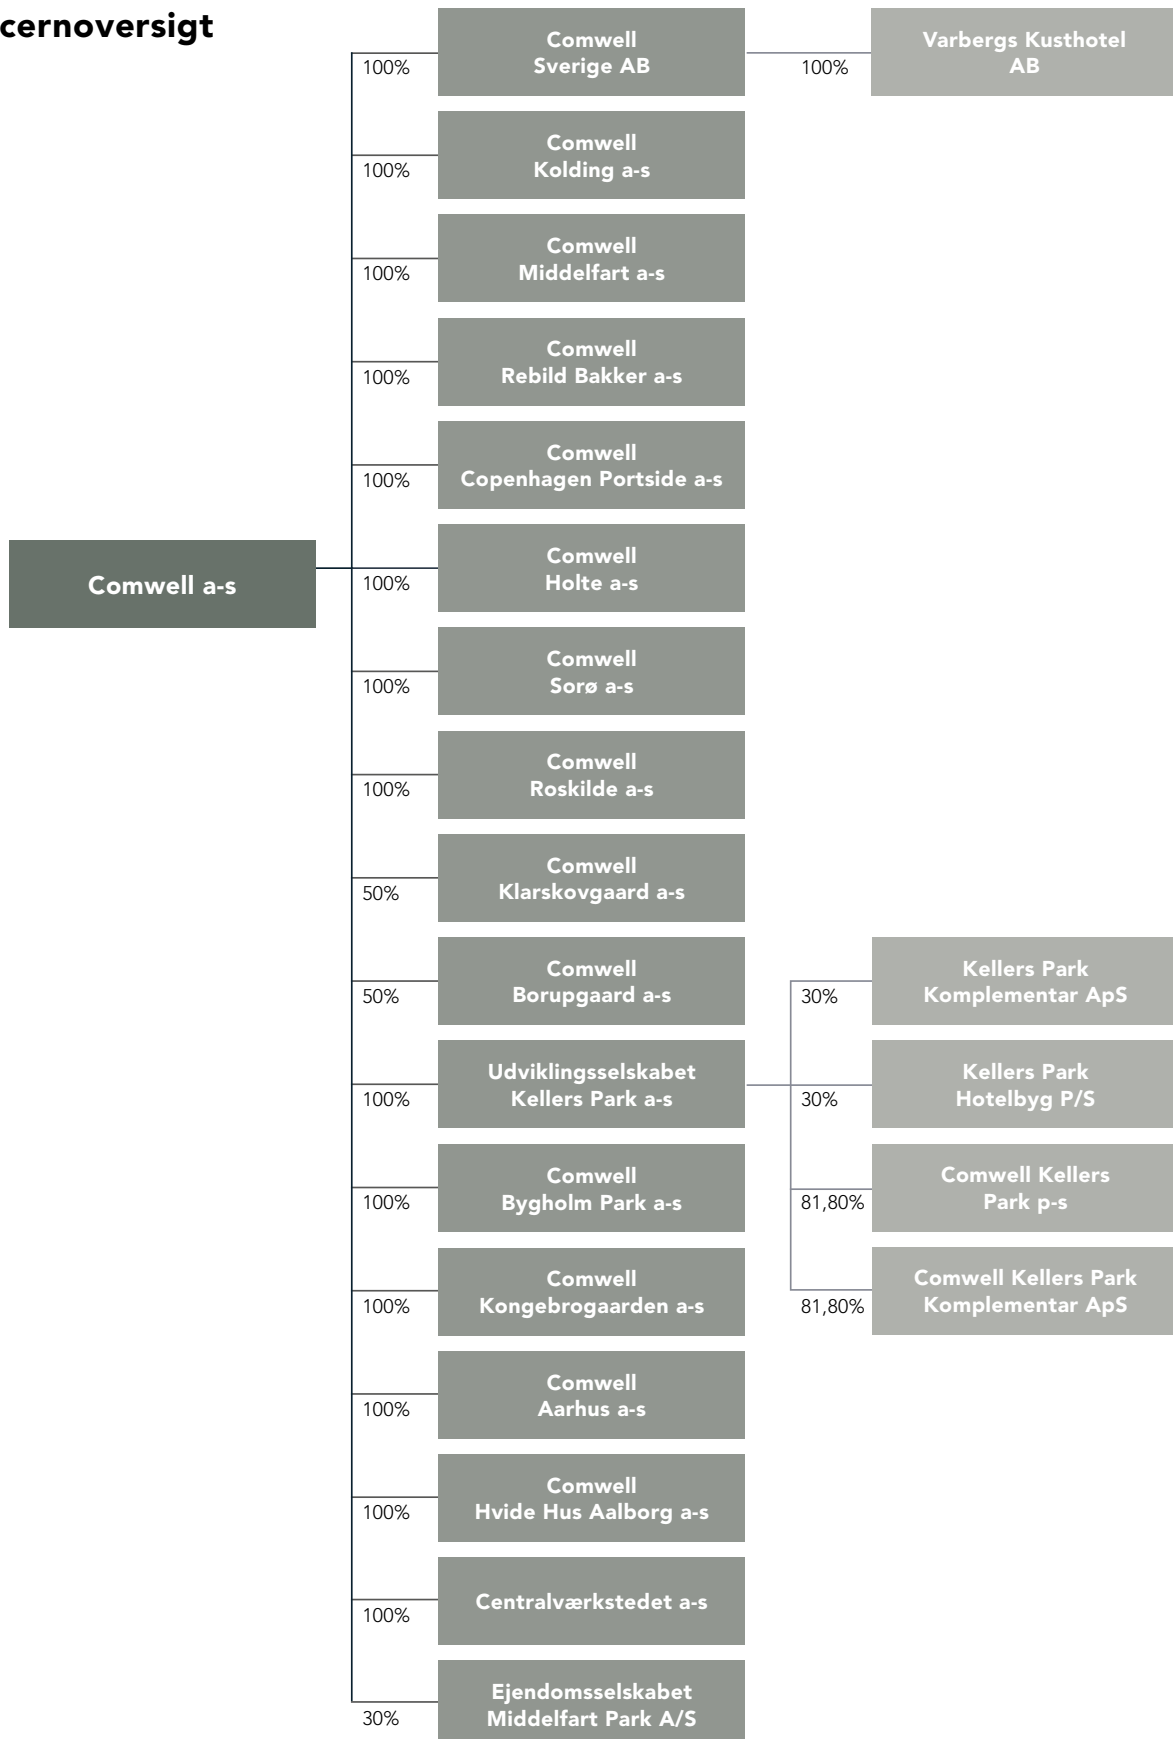 cernoversigt
Comwell
Sverige AB
100%
Varbergs Kusthotel
AB
100%
Comwell
Kolding a-s
100%
Comwell
Middelfart a-s
100%
Comwell
Rebild Bakker a-s
100%
Comwell
Copenhagen Portside a-s
100%
Comwell a-s
Comwell
Holte a-s
100%
Comwell
Sorø a-s
100%
Comwell
Roskilde a-s
100%
Comwell
Klarskovgaard a-s
50%
Comwell
Borupgaard a-s
50%
Kellers Park
Komplementar ApS
30%
Udviklingsselskabet
Kellers Park a-s
100%
Kellers Park
Hotelbyg P/S
30%
Comwell
Bygholm Park a-s
100%
Comwell Kellers
Park p-s
81,80%
Comwell
Kongebrogaarden a-s
100%
Comwell Kellers Park
Komplementar ApS
81,80%
Comwell
Aarhus a-s
100%
Comwell
Hvide Hus Aalborg a-s
100%
Centralværkstedet a-s
100%
Ejendomsselskabet
Middelfart Park A/S
30%